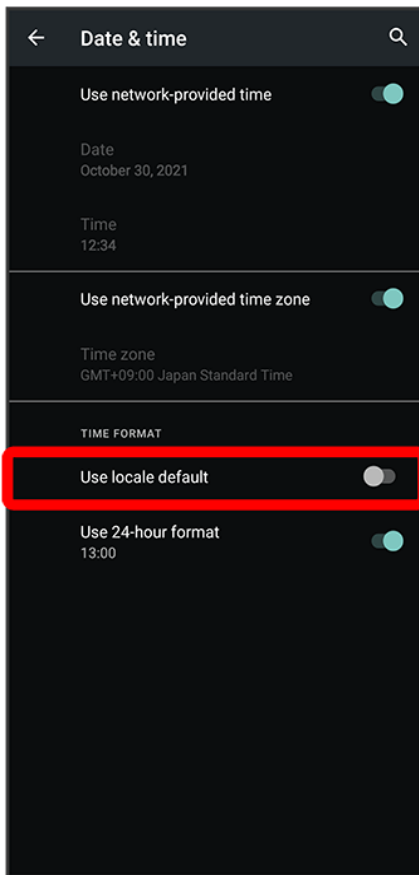 Date & time
Use network-provided time
Date
October 30, 2021
Time
12:34
Use network-provided time zone
Time zone
GMT+09:00 Japan Standard Time
TIME FORMAT
Use locale default
Use 24-hour format
13:00